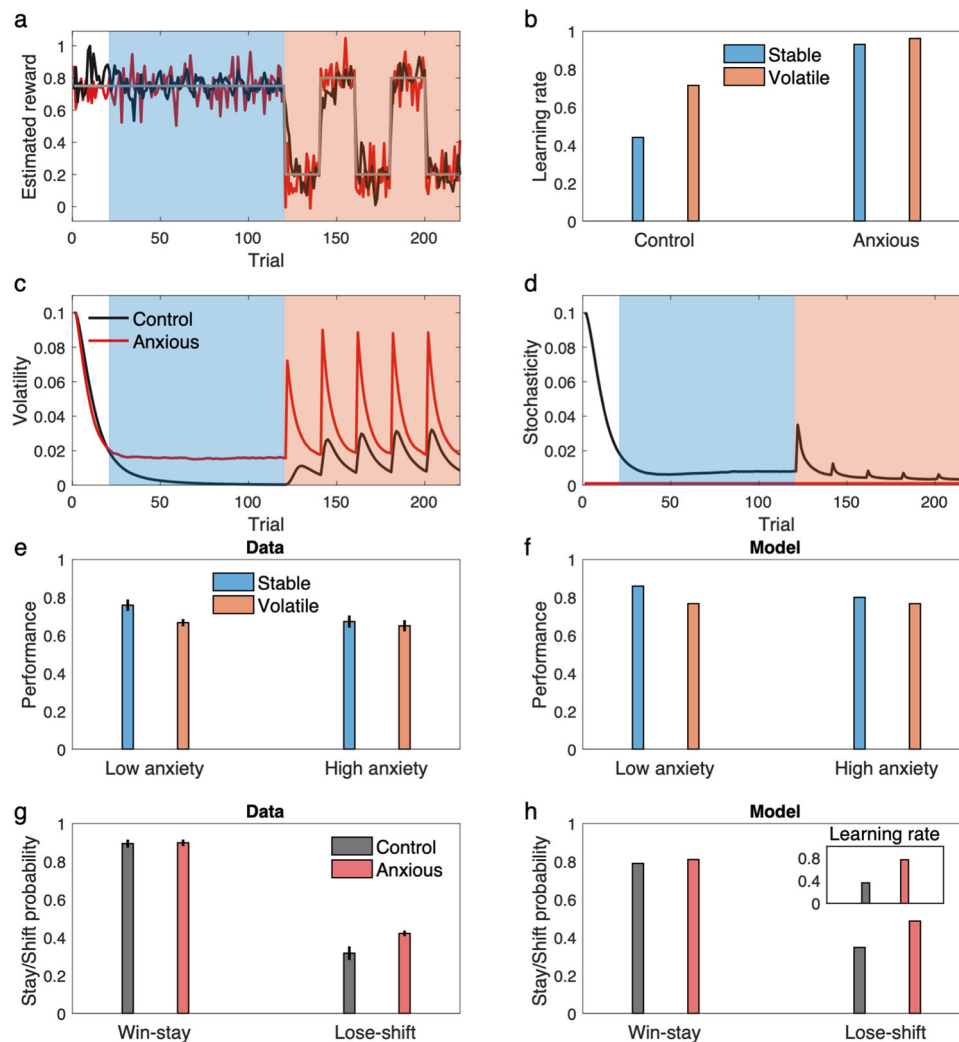 a
Estimated reward
1
0.8
0.6
0.4
0.2
0
0
50
100
150
200
Trial
b
Learning rate
1
0.8
0.6
0.4
0.2
0
Stable
Volatile
Control
Anxious
c
Volatility
0.1
0.08
0.06
0.04
0.02
0
Control
Anxious
0
50
100
150
200
Trial
d
Stochasticity
0.1
0.08
0.06
0.04
0.02
0
0
50
100
150
200
Trial
e
Data
Performance
1
0.8
0.6
0.4
0.2
0
Stable
Volatile
Low anxiety
High anxiety
f
Model
Performance
1
0.8
0.6
0.4
0.2
0
Low anxiety
High anxiety
g
Data
Stay/Shift probability
1
0.8
0.6
0.4
0.2
0
Control
Anxious
Win-stay
Lose-shift
h
Model
Stay/Shift probability
1
0.8
0.6
0.4
0.2
0
Learning rate
0.8
0.4
0
Win-stay
Lose-shift